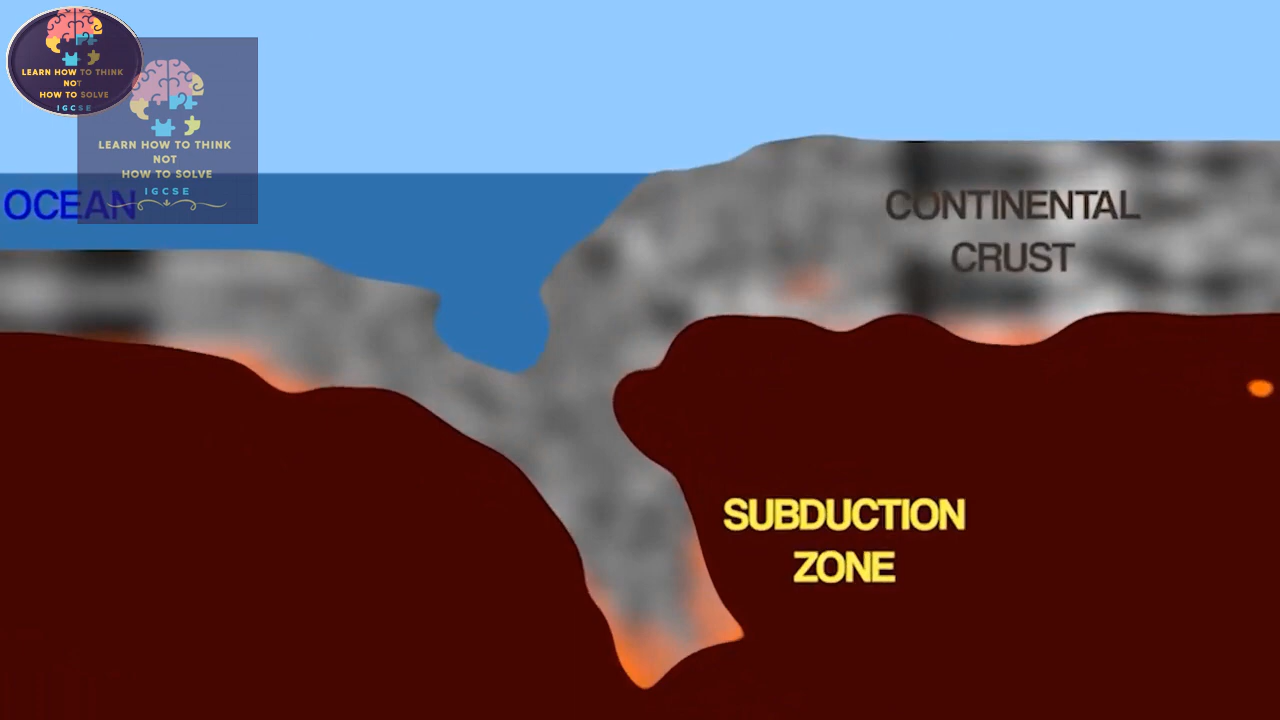 LEARN HOW TO THINK
NOT
HOW TO SOLVE
IGCSE
LEARN HOW TO THINK
NOT
HOW TO SOLVE
IGCSE
OCEAN
CONTINENTAL
CRUST
SUBDUCTION
ZONE